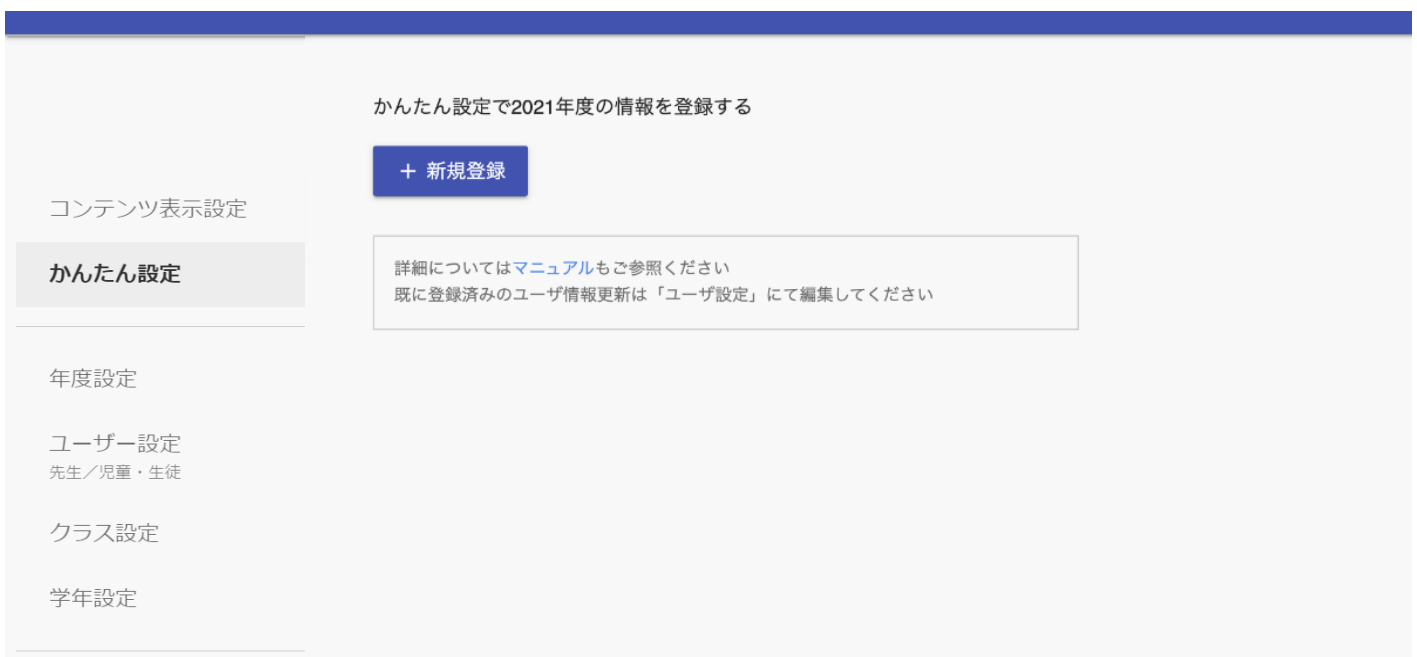 コンテンツ表示設定
かんたん設定
年度設定
ユーザー設定
先生／児童・生徒
クラス設定
学年設定
かんたん設定で2021年度の情報を登録する
＋ 新規登録
詳細についてはマニュアルもご参照ください
既に登録済みのユーザ情報更新は「ユーザ設定」にて編集してください